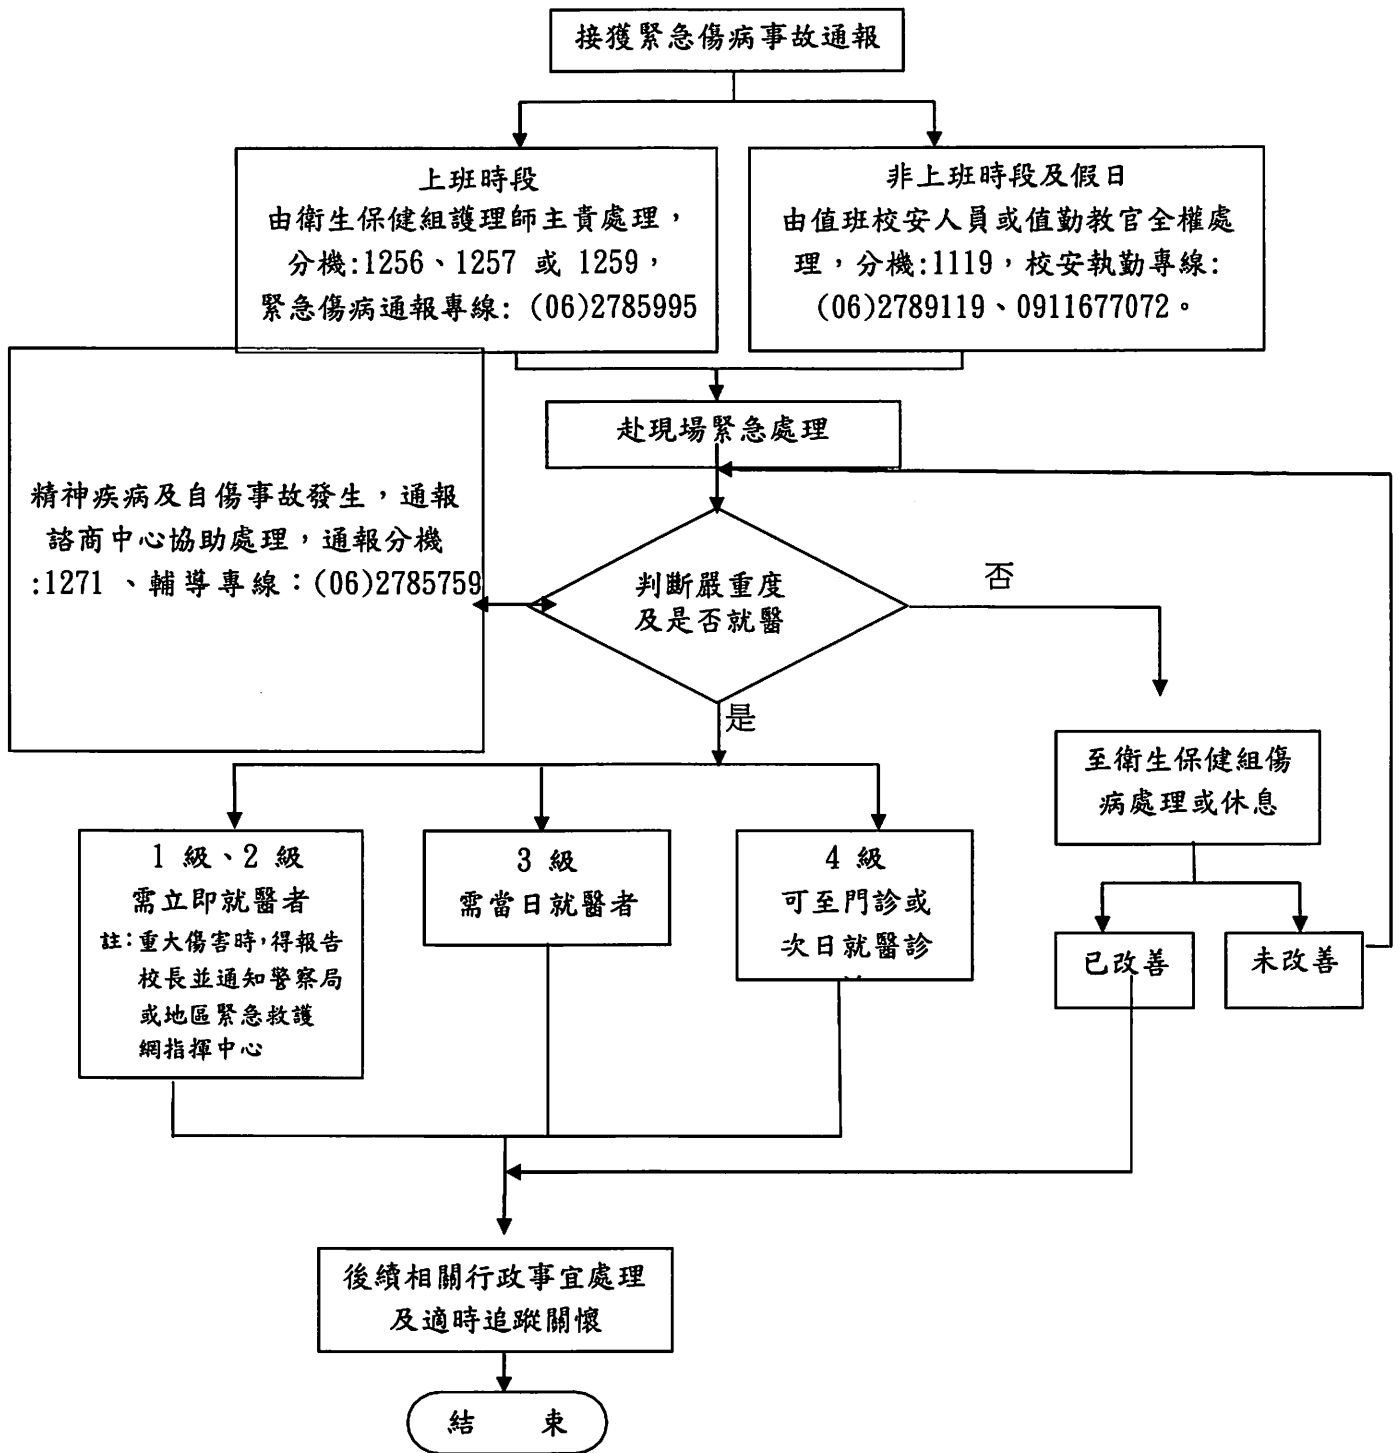 接獲緊急傷病事故通報
上班時段
由衛生保健組護理師主責處理，
分機:1256、1257 或 1259，
緊急傷病通報專線: (06)2785995
非上班時段及假日
由值班校安人員或值勤教官全權處
理，分機:1119，校安執勤專線:
(06)2789119、0911677072。
赴現場緊急處理
精神疾病及自傷事故發生，通報
諮商中心協助處理，通報分機
:1271 、輔導專線：(06)2785759
判斷嚴重度
及是否就醫
否
是
至衛生保健組傷
病處理或休息
1 級、2 級
需立即就醫者
註：重大傷害時，得報告
校長並通知警察局
或地區緊急救護
網指揮中心
3 級
需當日就醫者
4 級
可至門診或
次日就醫診
已改善
未改善
後續相關行政事宜處理
及適時追蹤關懷
結 束